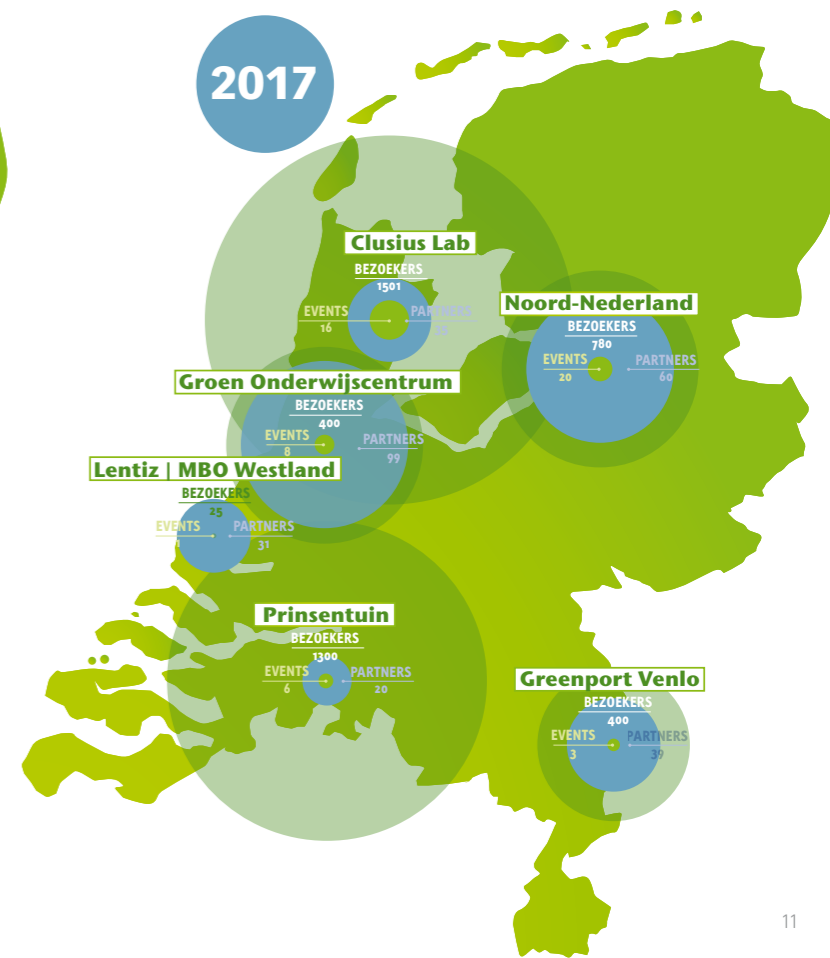 2017
Clusius Lab
BEZOEKERS
1501
EVENTS
16
PARTNERS
35
Noord-Nederland
BEZOEKERS
780
EVENTS
20
PARTNERS
60
Groen Onderwijscentrum
BEZOEKERS
400
EVENTS
8
PARTNERS
99
Lentiz | MBO Westland
BEZOEKERS
25
EVENTS
1
PARTNERS
31
Prinsentuin
BEZOEKERS
1300
EVENTS
6
PARTNERS
20
Greenport Venlo
BEZOEKERS
400
EVENTS
3
PARTNERS
39
11